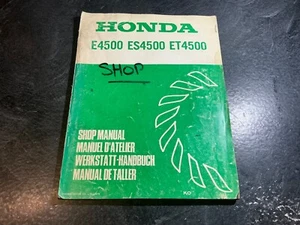 HONDA
E4500 ES4500 ET4500
SHOP
SHOP MANUAL
MANUEL D'ATELIER
WERKSTATT-HANDBUCH
MANUAL DE TALLER